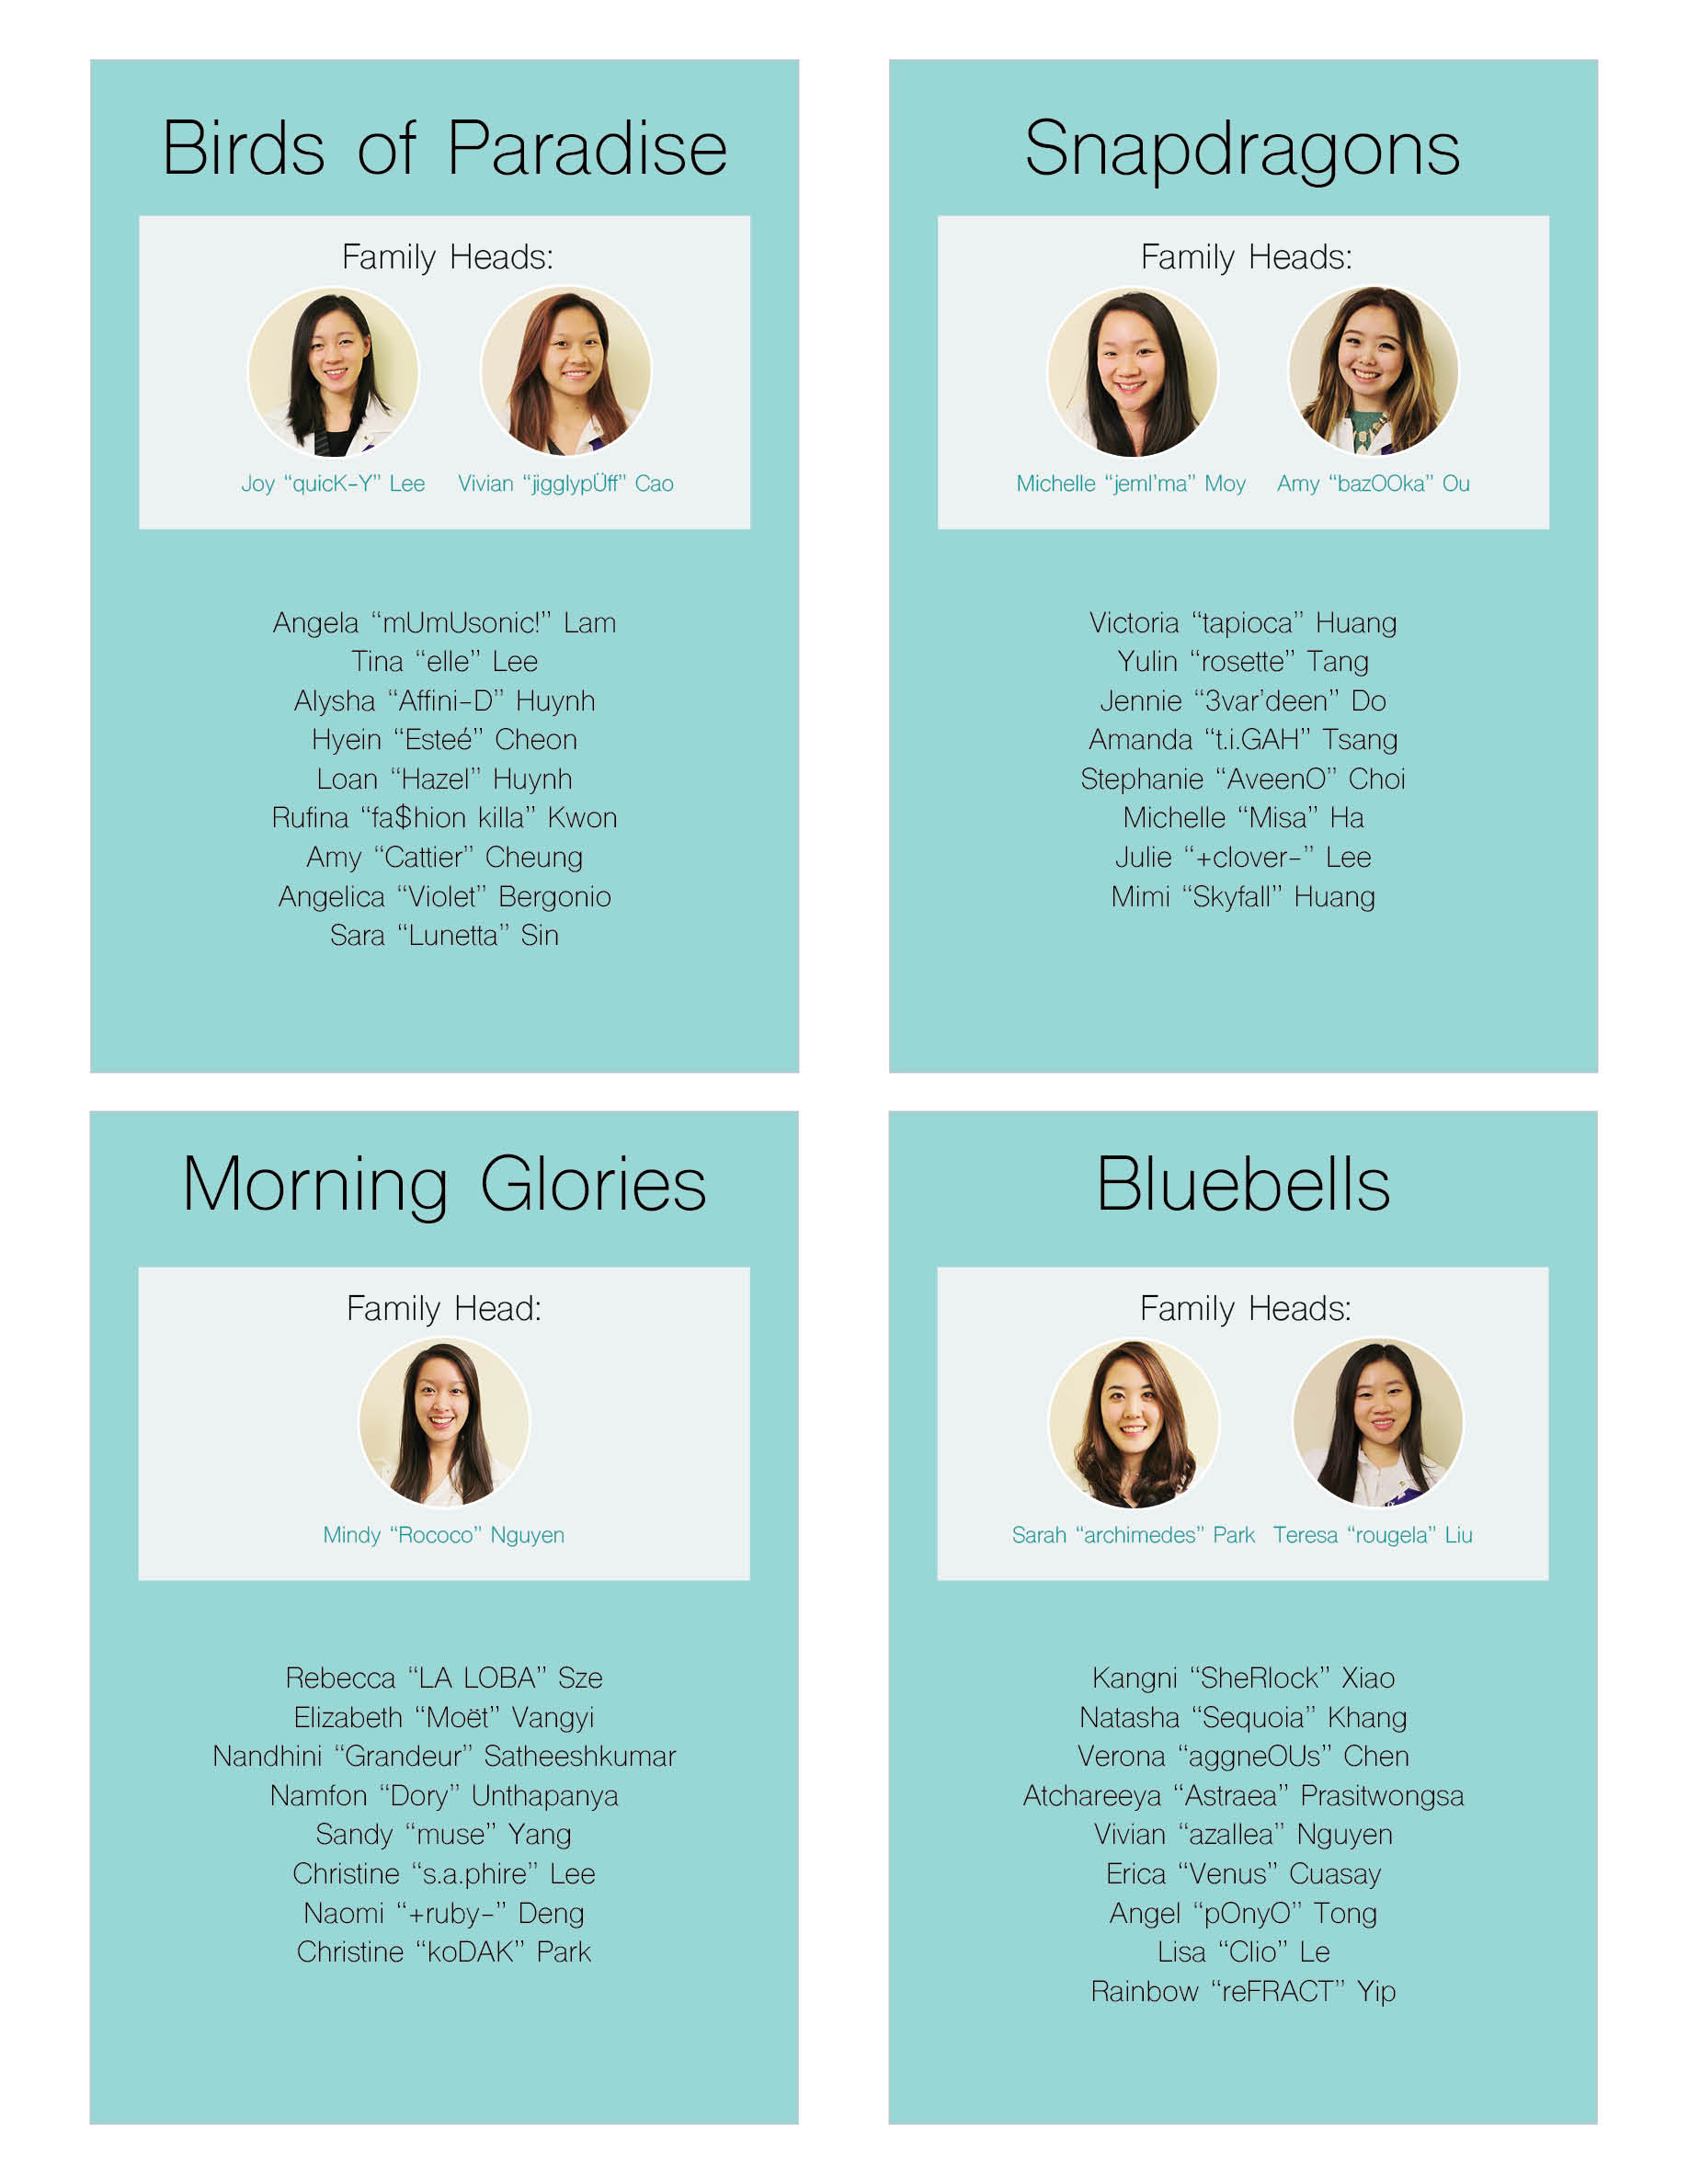 Birds of Paradise
Family Heads:
Joy “quicK-Y” Lee
Vivian “jigglypÜff” Cao
Angela “mUmUsonic!” Lam
Tina “elle” Lee
Alysha “Affini-D” Huynh
Hyein “Esteé” Cheon
Loan “Hazel” Huynh
Rufina “fa$hion killa” Kwon
Amy “Cattier” Cheung
Angelica “Violet” Bergonio
Sara “Lunetta” Sin
Snapdragons
Family Heads:
Michelle “jemI’ma” Moy
Amy “bazOOka” Ou
Victoria “tapioca” Huang
Yulin “rosette” Tang
Jennie “3var’deen” Do
Amanda “t.i.GAH” Tsang
Stephanie “AveenO” Choi
Michelle “Misa” Ha
Julie “+clover-” Lee
Mimi “Skyfall” Huang
Morning Glories
Family Head:
Mindy “Rococo” Nguyen
Rebecca “LA LOBA” Sze
Elizabeth “Moët” Vangyi
Nandhini “Grandeur” Satheeshkumar
Namfon “Dory” Unthapanya
Sandy “muse” Yang
Christine “s.a.phire” Lee
Naomi “+ruby-” Deng
Christine “koDAK” Park
Bluebells
Family Heads:
Sarah “archimedes” Park
Teresa “rougela” Liu
Kangni “SheRlock” Xiao
Natasha “Sequoia” Khang
Verona “aggneOUs” Chen
Atchareeya “Astraea” Prasitwongsa
Vivian “azallea” Nguyen
Erica “Venus” Cuasay
Angel “pOnyO” Tong
Lisa “Clio” Le
Rainbow “reFRACT” Yip